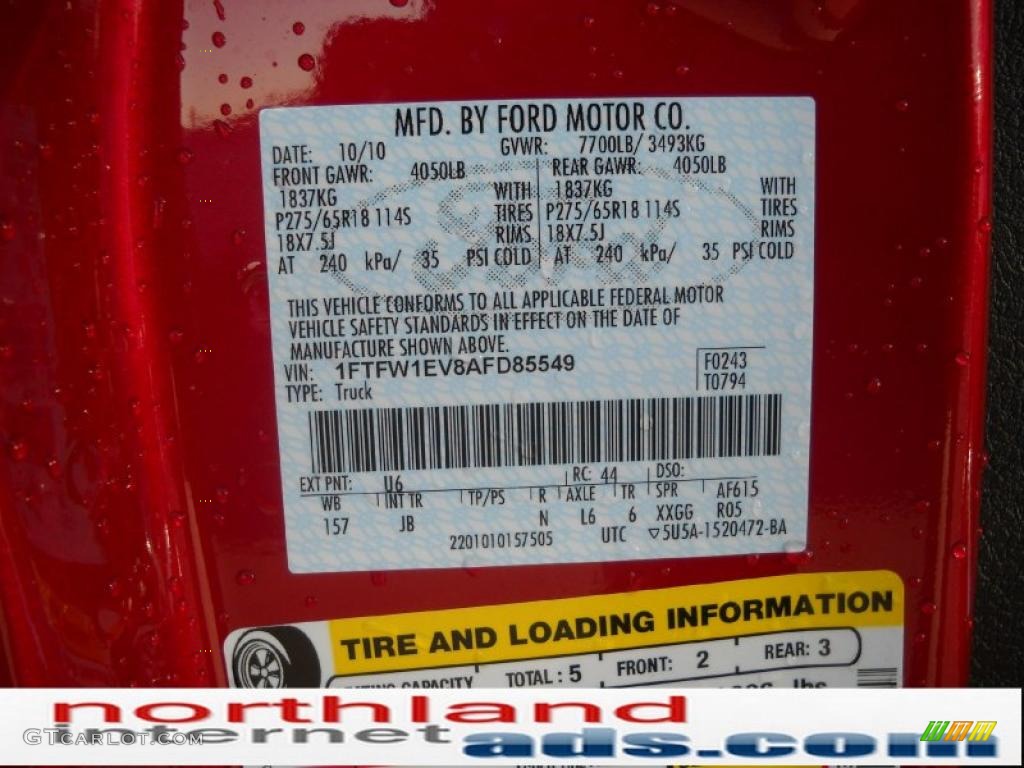 MFD. BY FORD MOTOR CO.
DATE: 10/10 GVWR: 7700LB/ 3493KG
FRONT GAWR: 4050LB REAR GAWR: 4050LB
1837KG WITH 1837KG WITH
P275/65R18 114S TIRES P275/65R18 114S TIRES
18X7.5J RIMS 18X7.5J RIMS
AT 240 kPa/ 35 PSI COLD AT 240 kPa/ 35 PSI COLD
THIS VEHICLE CONFORMS TO ALL APPLICABLE FEDERAL MOTOR
VEHICLE SAFETY STANDARDS IN EFFECT ON THE DATE OF
MANUFACTURE SHOWN ABOVE.
VIN: 1FTFW1EV8AFD85549 F0243
TYPE: Truck T0794
EXT PNT: U6 RC: 44 DSO:
WB INT TR TP/PS R AXLE TR SPR AF615
157 JB N L6 6 XXGG R05
2201010157505 UTC ▽5U5A-1520472-BA
TIRE AND LOADING INFORMATION
CAPACITY TOTAL: 5 FRONT: 2 REAR: 3
lbs
northland
internet ads.com
GTCARLOT.COM